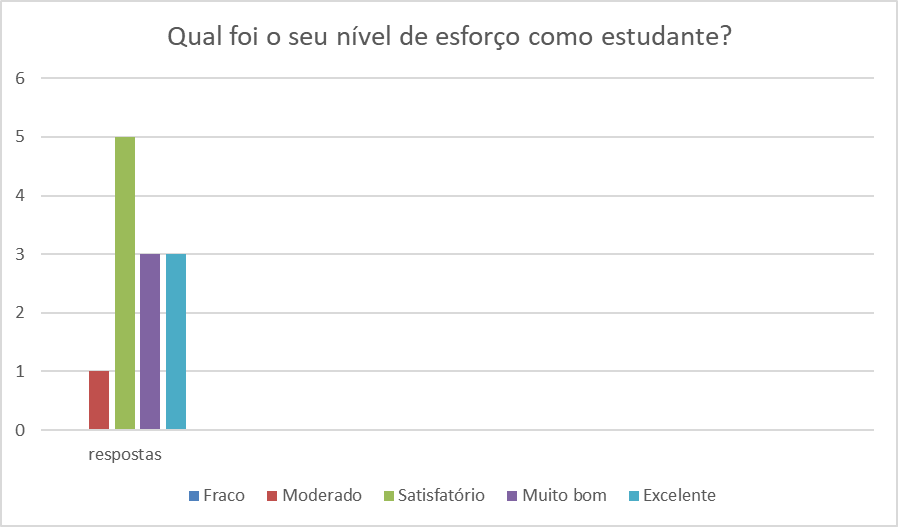 Qual foi o seu nível de esforço como estudante?
6
5
4
3
2
1
0
respostas
Fraco Moderado Satisfatório Muito bom Excelente